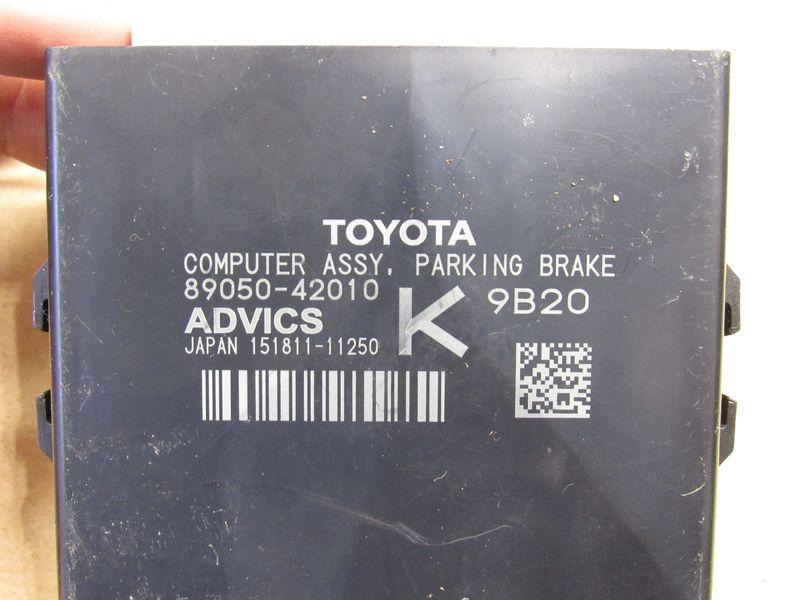 TOYOTA
COMPUTER ASSY, PARKING BRAKE
89050-42010 K 9B20
ADVICS
JAPAN 151811-11250